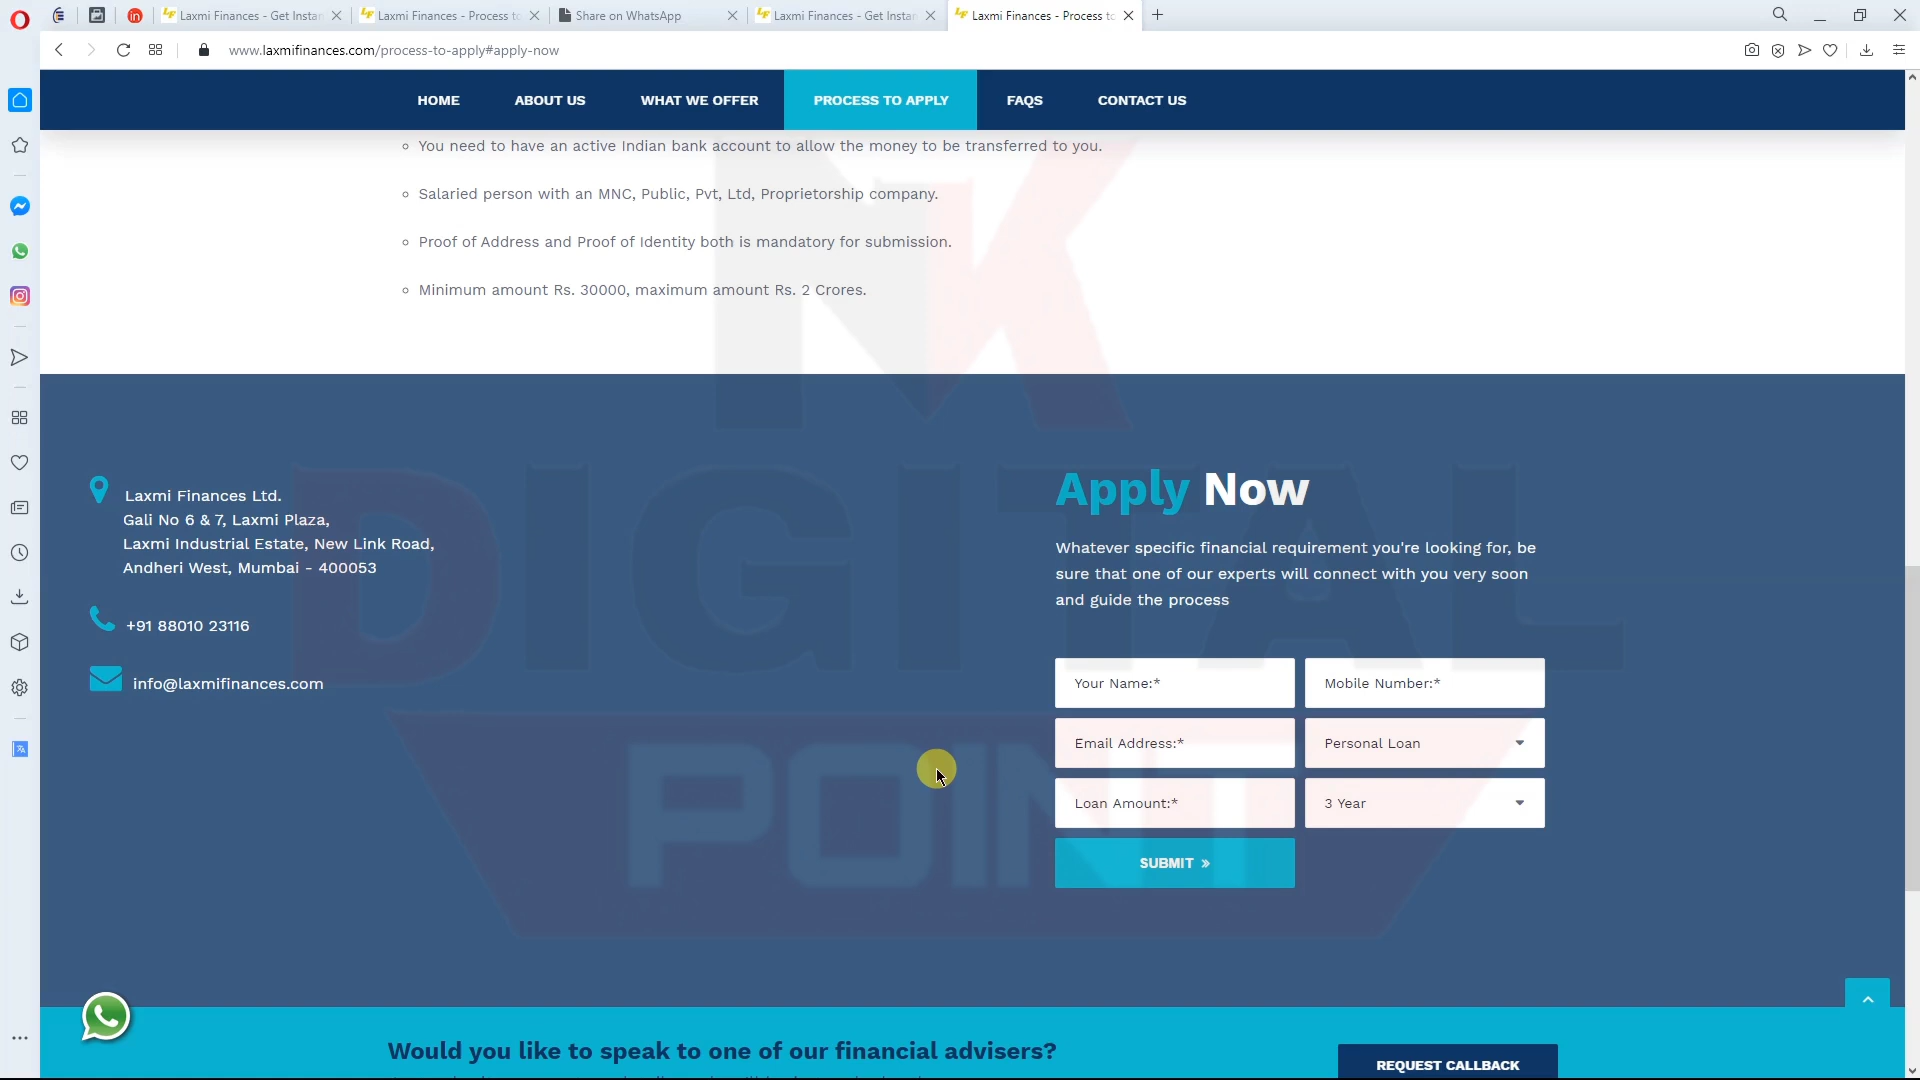 Laxmi Finances - Get Instan
Laxmi Finances - Process to
Share on WhatsApp
Laxmi Finances - Get Instan
Laxmi Finances - Process to
www.laxmifinances.com/process-to-apply#apply-now
HOME
ABOUT US
WHAT WE OFFER
PROCESS TO APPLY
FAQS
CONTACT US
You need to have an active Indian bank account to allow the money to be transferred to you.
Salaried person with an MNC, Public, Pvt, Ltd, Proprietorship company.
Proof of Address and Proof of Identity both is mandatory for submission.
Minimum amount Rs. 30000, maximum amount Rs. 2 Crores.
NK
DIGITAL
POINT
Laxmi Finances Ltd.
Gali No 6 & 7, Laxmi Plaza,
Laxmi Industrial Estate, New Link Road,
Andheri West, Mumbai - 400053
+91 88010 23116
info@laxmifinances.com
Apply Now
Whatever specific financial requirement you're looking for, be
sure that one of our experts will connect with you very soon
and guide the process
Your Name:*
Mobile Number:*
Email Address:*
Personal Loan
Loan Amount:*
3 Year
SUBMIT »
Would you like to speak to one of our financial advisers?
REQUEST CALLBACK